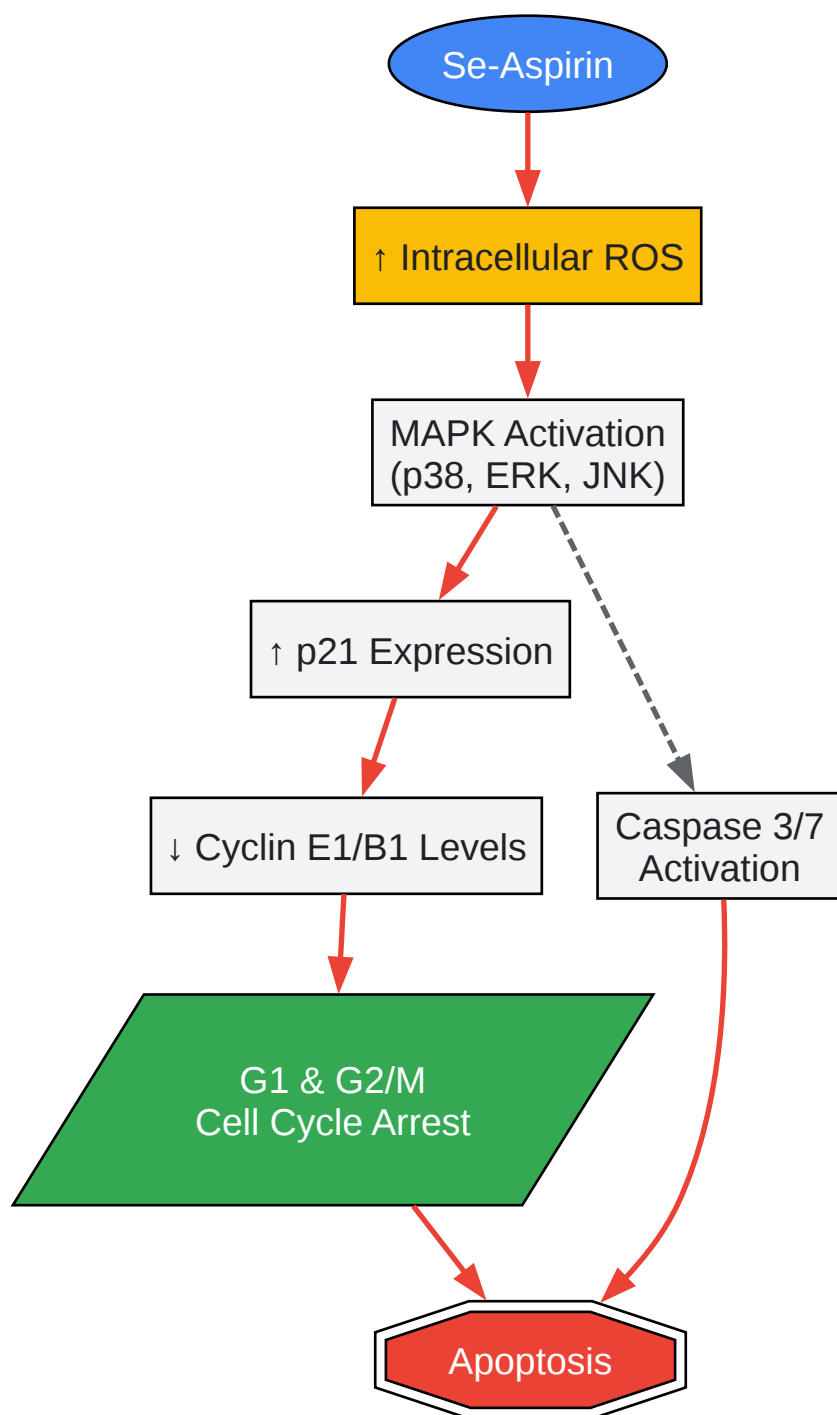 Se-Aspirin
↑ Intracellular ROS
MAPK Activation
(p38, ERK, JNK)
↑ p21 Expression
↓ Cyclin E1/B1 Levels
Caspase 3/7
Activation
G1 & G2/M
Cell Cycle Arrest
Apoptosis